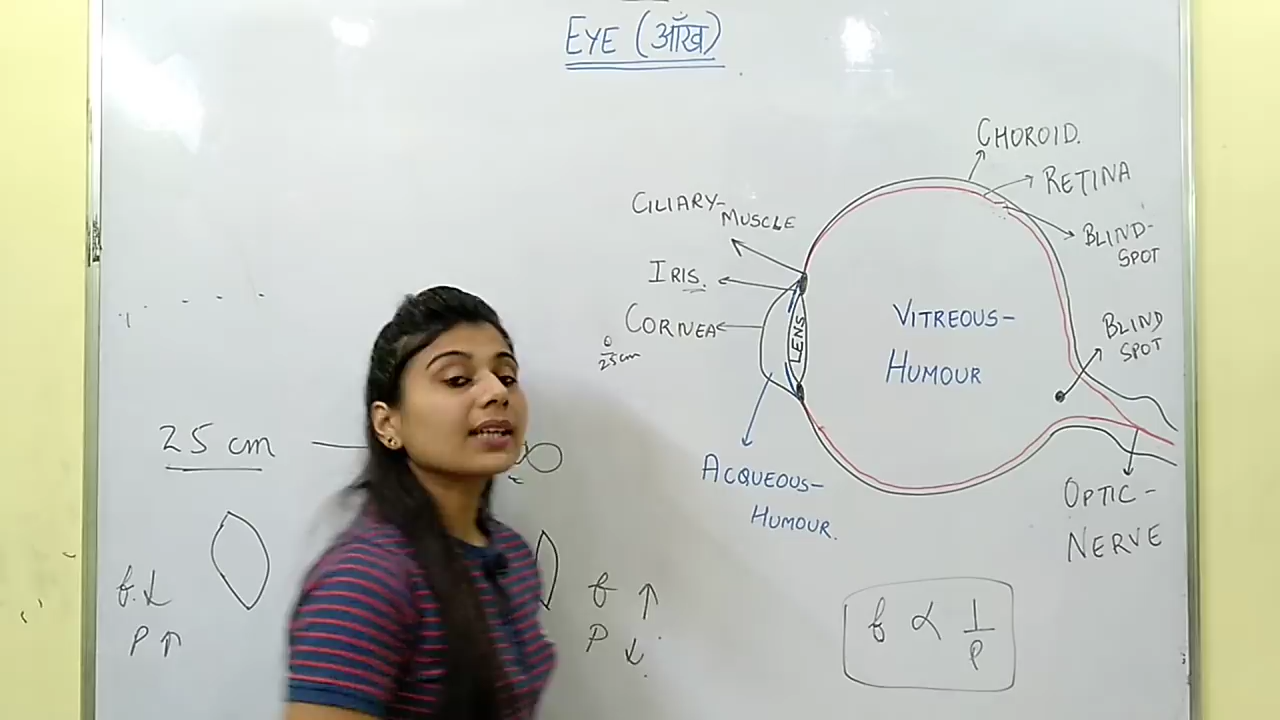 EYE (आँख)
CHOROID.
RETINA
BLIND-
SPOT
CILIARY-
MUSCLE
IRIS.
CORNEA
LENS
VITREOUS-
HUMOUR
BLIND
SPOT
25 cm
ACQUEOUS-
HUMOUR.
OPTIC-
NERVE
f ↓
P ↑
f ↑
P ↓
f ∝ 1/P